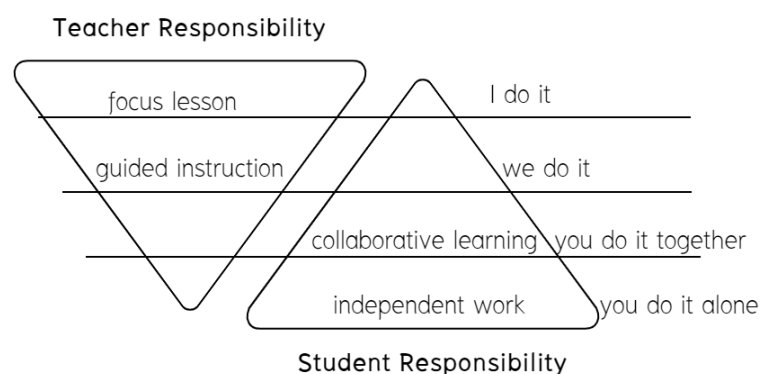 Teacher Responsibility
focus lesson I do it
guided instruction we do it
collaborative learning you do it together
independent work you do it alone
Student Responsibility